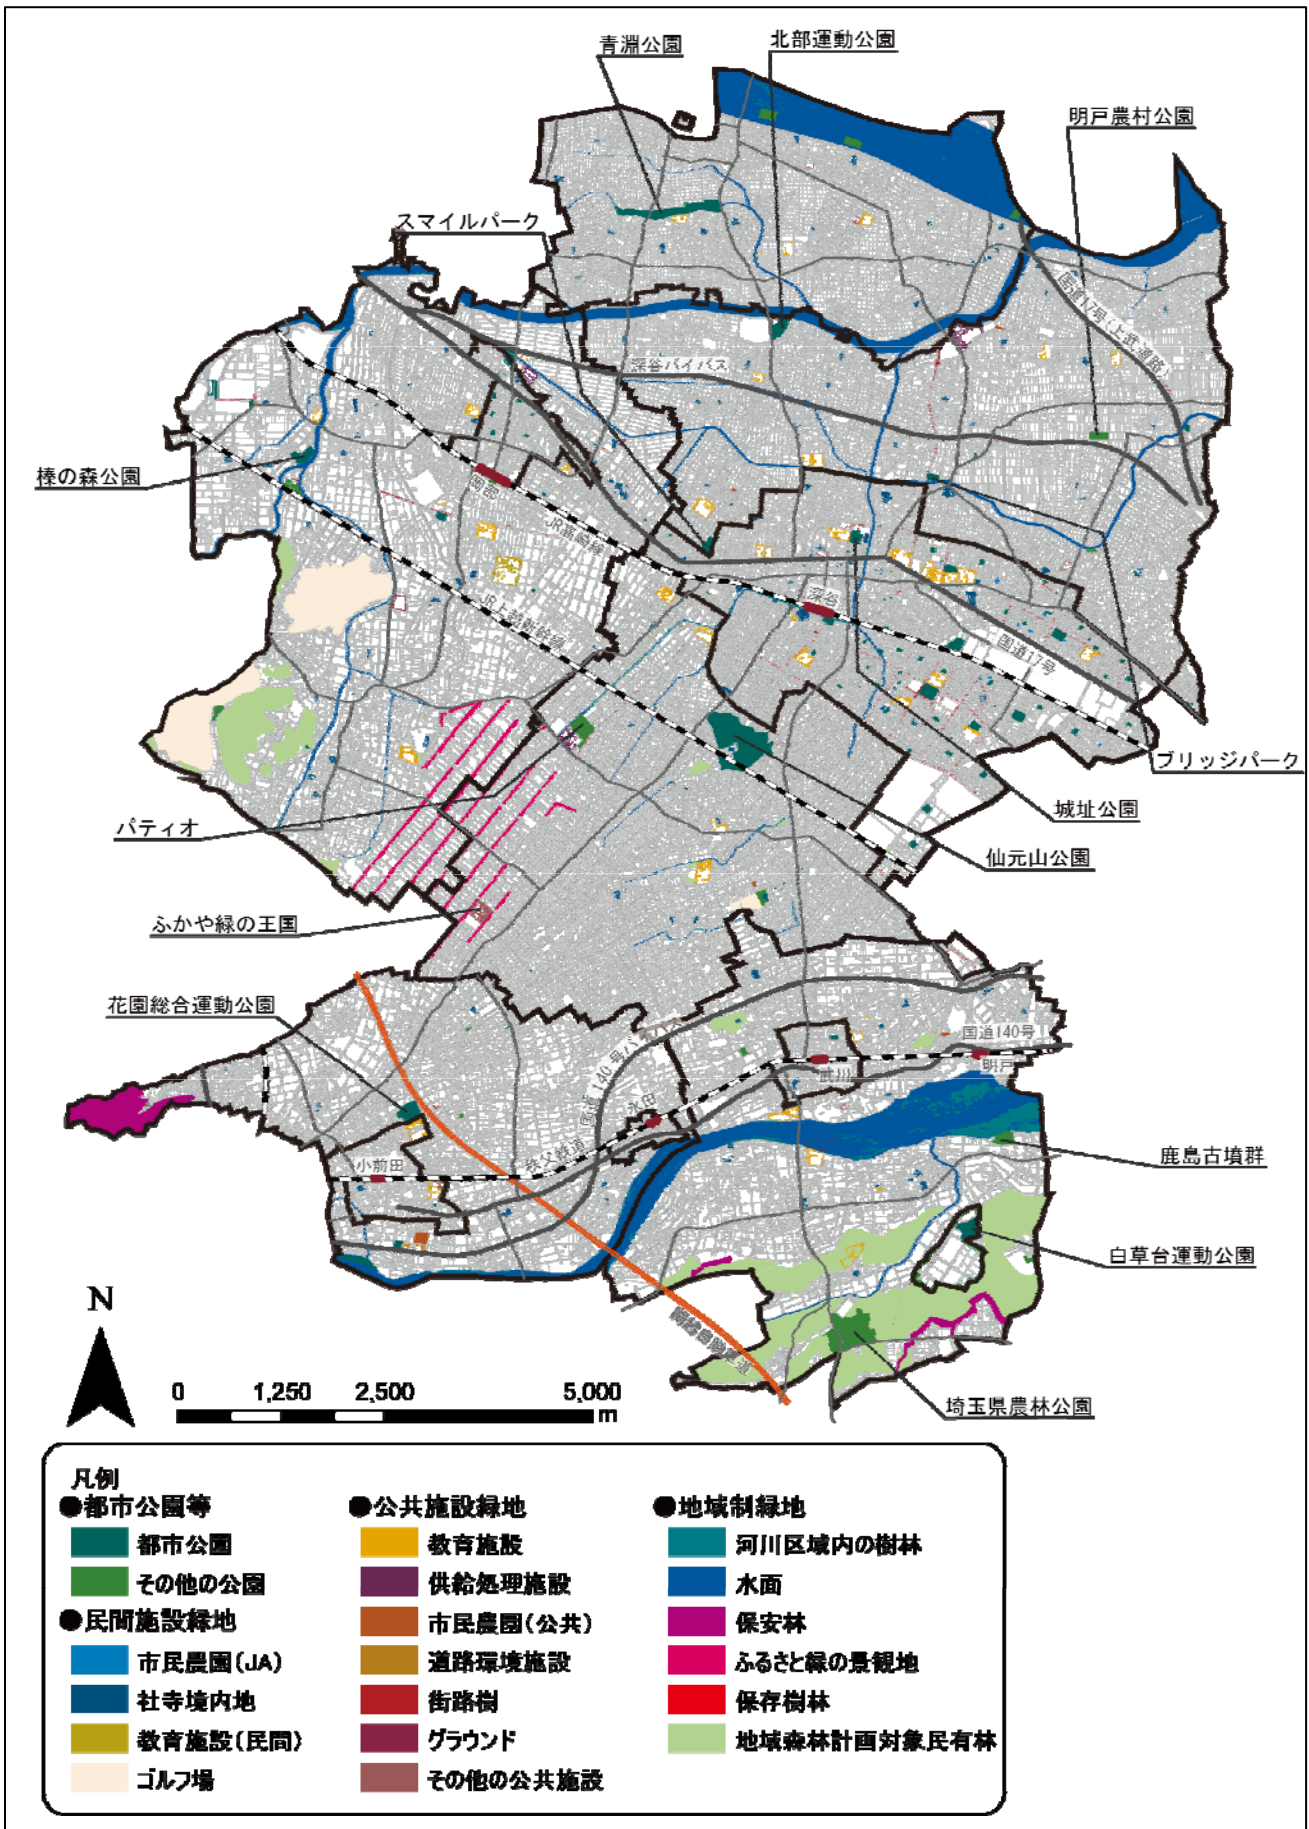 青淵公園
北部運動公園
明戸農村公園
スマイルパーク
国道17号(上武道路)
深谷バイパス
榛の森公園
岡部
JR高崎線
JR上越新幹線
深谷
国道17号
ブリッジパーク
城址公園
パティオ
仙元山公園
ふかや緑の王国
花園総合運動公園
国道140号バイパス
国道140号
武川
明戸
永田
秩父鉄道
小前田
鹿島古墳群
白草台運動公園
関越自動車道
埼玉県農林公園
N
0 1,250 2,500 5,000
m
凡例
●都市公園等
都市公園
その他の公園
●民間施設緑地
市民農園(JA)
社寺境内地
教育施設(民間)
ゴルフ場
●公共施設緑地
教育施設
供給処理施設
市民農園(公共)
道路環境施設
街路樹
グラウンド
その他の公共施設
●地域制緑地
河川区域内の樹林
水面
保安林
ふるさと緑の景観地
保存樹林
地域森林計画対象民有林